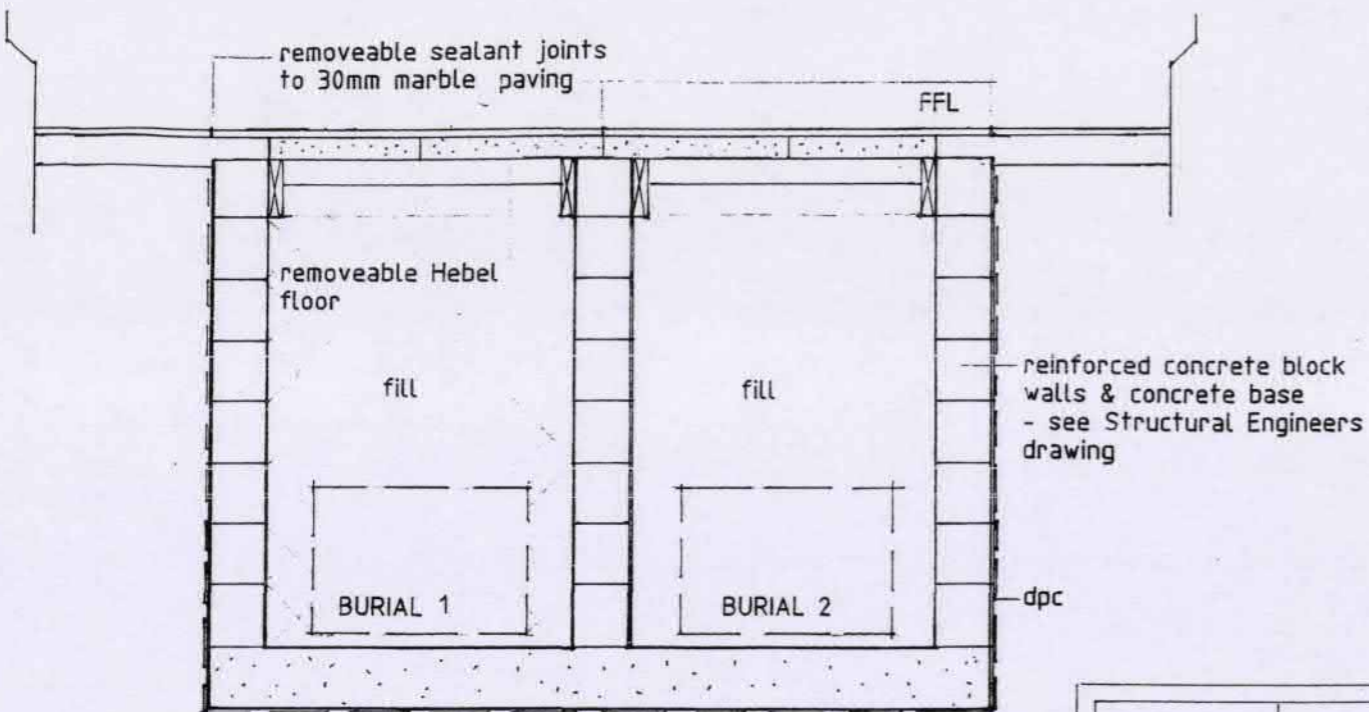 removeable sealant joints
to 30mm marble paving
FFL
removeable Hebel
floor
fill
fill
reinforced concrete block
walls & concrete base
- see Structural Engineers
drawing
BURIAL 1
BURIAL 2
dpc